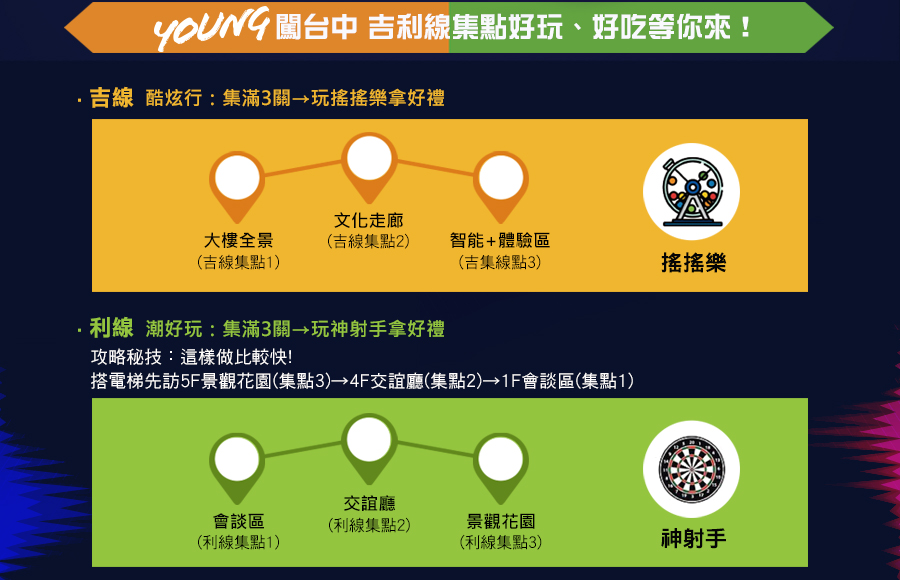 YOUNG闖台中 吉利線集點好玩、好吃等你來！
· 吉線 酷炫行：集滿3關→玩搖搖樂拿好禮
文化走廊
(吉線集點2)
大樓全景
(吉線集點1)
智能+體驗區
(吉集線點3)
搖搖樂
· 利線 潮好玩：集滿3關→玩神射手拿好禮
攻略秘技：這樣做比較快!
搭電梯先訪5F景觀花園(集點3)→4F交誼廳(集點2)→1F會談區(集點1)
交誼廳
(利線集點2)
會談區
(利線集點1)
景觀花園
(利線集點3)
神射手